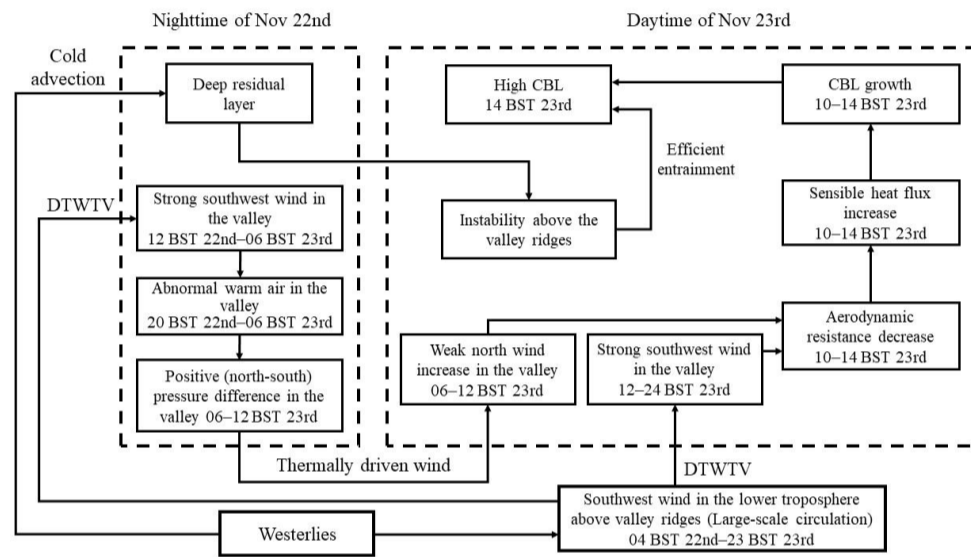 Nighttime of Nov 22nd
Daytime of Nov 23rd
Cold
advection
Deep residual
layer
DTWTV
Strong southwest wind in
the valley
12 BST 22nd–06 BST 23rd
Abnormal warm air in the
valley
20 BST 22nd–06 BST 23rd
Positive (north-south)
pressure difference in the
valley 06–12 BST 23rd
Thermally driven wind
High CBL
14 BST 23rd
CBL growth
10–14 BST 23rd
Efficient
entrainment
Instability above the
valley ridges
Sensible heat flux
increase
10–14 BST 23rd
Aerodynamic
resistance decrease
10–14 BST 23rd
Weak north wind
increase in the valley
06–12 BST 23rd
Strong southwest wind
in the valley
12–24 BST 23rd
DTWTV
Southwest wind in the lower troposphere
above valley ridges (Large-scale circulation)
04 BST 22nd–23 BST 23rd
Westerlies